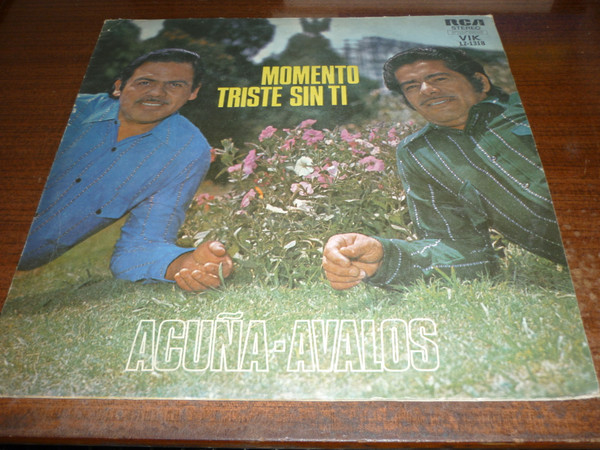 RCA
STEREO
VIK
MOMENTO
TRISTE SIN TI
ACUÑA-AVALOS